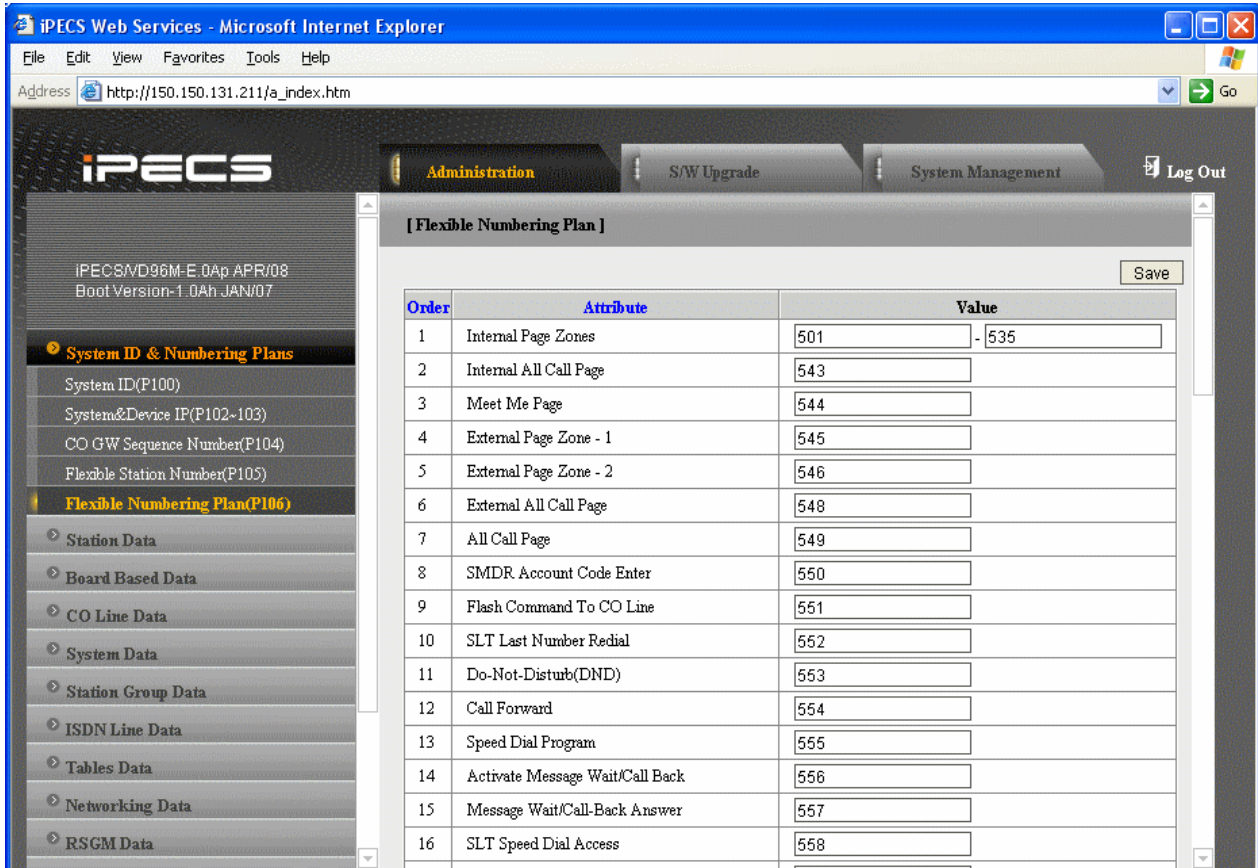 iPECS Web Services - Microsoft Internet Explorer
File Edit View Favorites Tools Help
Address http://150.150.131.211/a_index.htm Go
iPECS
Administration S/W Upgrade System Management Log Out
iPECS/VD96M-E.0Ap APR/08
Boot Version-1.0Ah JAN/07
System ID & Numbering Plans
System ID(P100)
System&Device IP(P102~103)
CO GW Sequence Number(P104)
Flexible Station Number(P105)
Flexible Numbering Plan(P106)
Station Data
Board Based Data
CO Line Data
System Data
Station Group Data
ISDN Line Data
Tables Data
Networking Data
RSGM Data
[ Flexible Numbering Plan ]
Save
Order Attribute Value
1 Internal Page Zones 501 - 535
2 Internal All Call Page 543
3 Meet Me Page 544
4 External Page Zone - 1 545
5 External Page Zone - 2 546
6 External All Call Page 548
7 All Call Page 549
8 SMDR Account Code Enter 550
9 Flash Command To CO Line 551
10 SLT Last Number Redial 552
11 Do-Not-Disturb(DND) 553
12 Call Forward 554
13 Speed Dial Program 555
14 Activate Message Wait/Call Back 556
15 Message Wait/Call-Back Answer 557
16 SLT Speed Dial Access 558